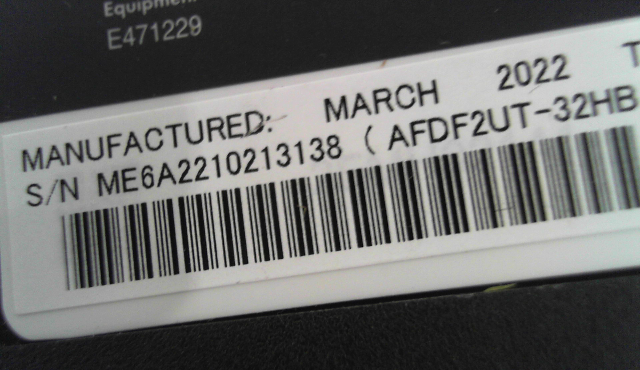 Equipment
E471229
MANUFACTURED: MARCH 2022 T
S/N ME6A2210213138 ( AFDF2UT-32HB